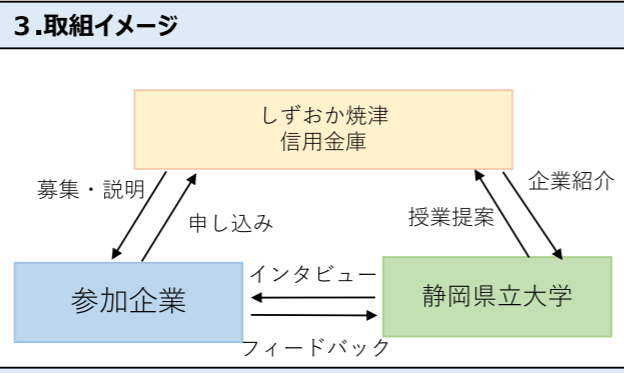 ３.取組イメージ
しずおか焼津
信用金庫
募集・説明
申し込み
授業提案
企業紹介
参加企業
インタビュー
フィードバック
静岡県立大学